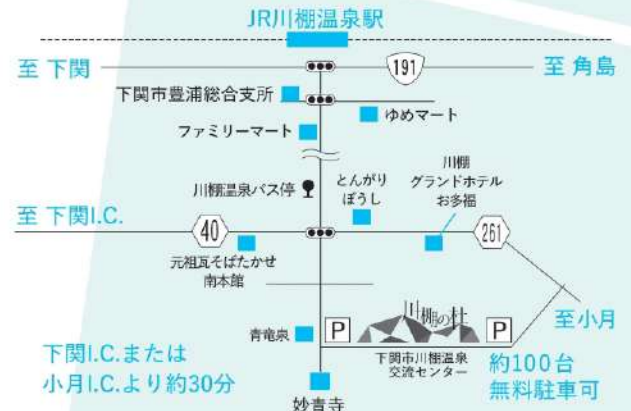 JR川棚温泉駅
至 下関
191
至 角島
下関市豊浦総合支所
ゆめマート
ファミリーマート
川棚温泉バス停
とんがり
ぼうし
川棚
グランドホテル
お多福
至 下関I.C.
40
261
元祖瓦そばたかせ
南本館
至小月
青竜泉
P
川棚の杜
P
下関市川棚温泉
交流センター
下関I.C.または
小月I.C.より約30分
約100台
無料駐車可
妙青寺